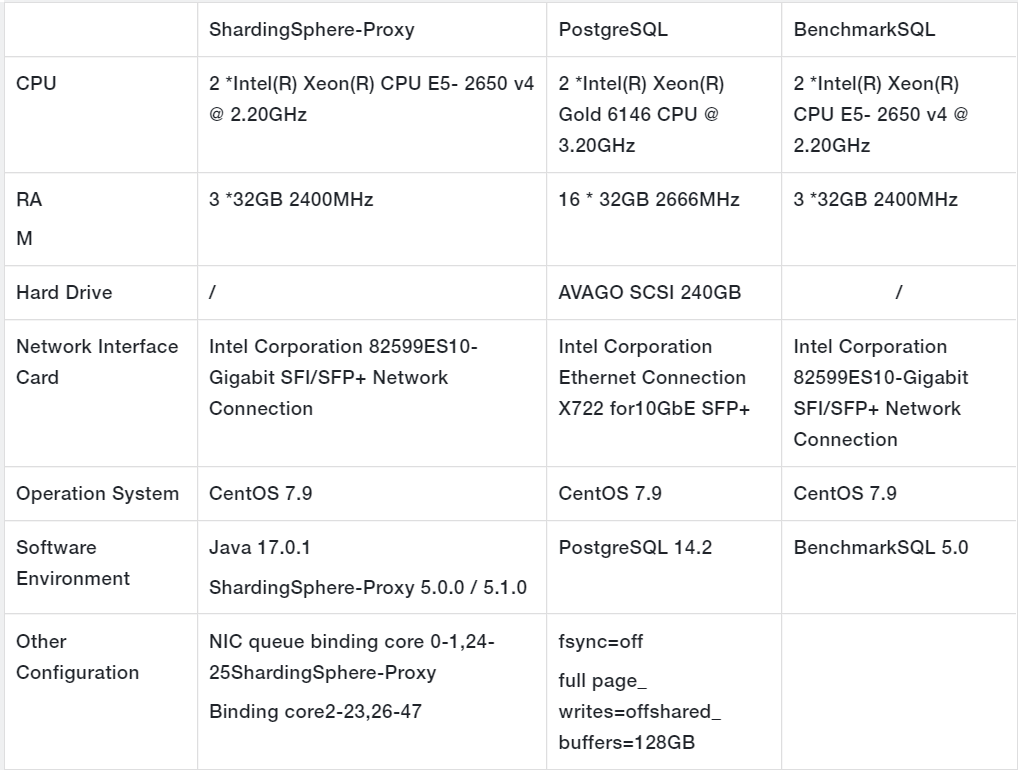 ShardingSphere-Proxy PostgreSQL BenchmarkSQL
CPU
2 *Intel(R) Xeon(R) CPU E5- 2650 v4
@ 2.20GHz
2 *Intel(R) Xeon(R)
Gold 6146 CPU @
3.20GHz
2 *Intel(R) Xeon(R)
CPU E5- 2650 v4 @
2.20GHz
RA
M
3 *32GB 2400MHz
16 * 32GB 2666MHz
3 *32GB 2400MHz
Hard Drive
/
AVAGO SCSI 240GB
/
Network Interface
Card
Intel Corporation 82599ES10-
Gigabit SFI/SFP+ Network
Connection
Intel Corporation
Ethernet Connection
X722 for10GbE SFP+
Intel Corporation
82599ES10-Gigabit
SFI/SFP+ Network
Connection
Operation System
CentOS 7.9
CentOS 7.9
CentOS 7.9
Software
Environment
Java 17.0.1
ShardingSphere-Proxy 5.0.0 / 5.1.0
PostgreSQL 14.2
BenchmarkSQL 5.0
Other
Configuration
NIC queue binding core 0-1,24-
25ShardingSphere-Proxy
Binding core2-23,26-47
fsync=off
full page_
writes=offshared_
buffers=128GB